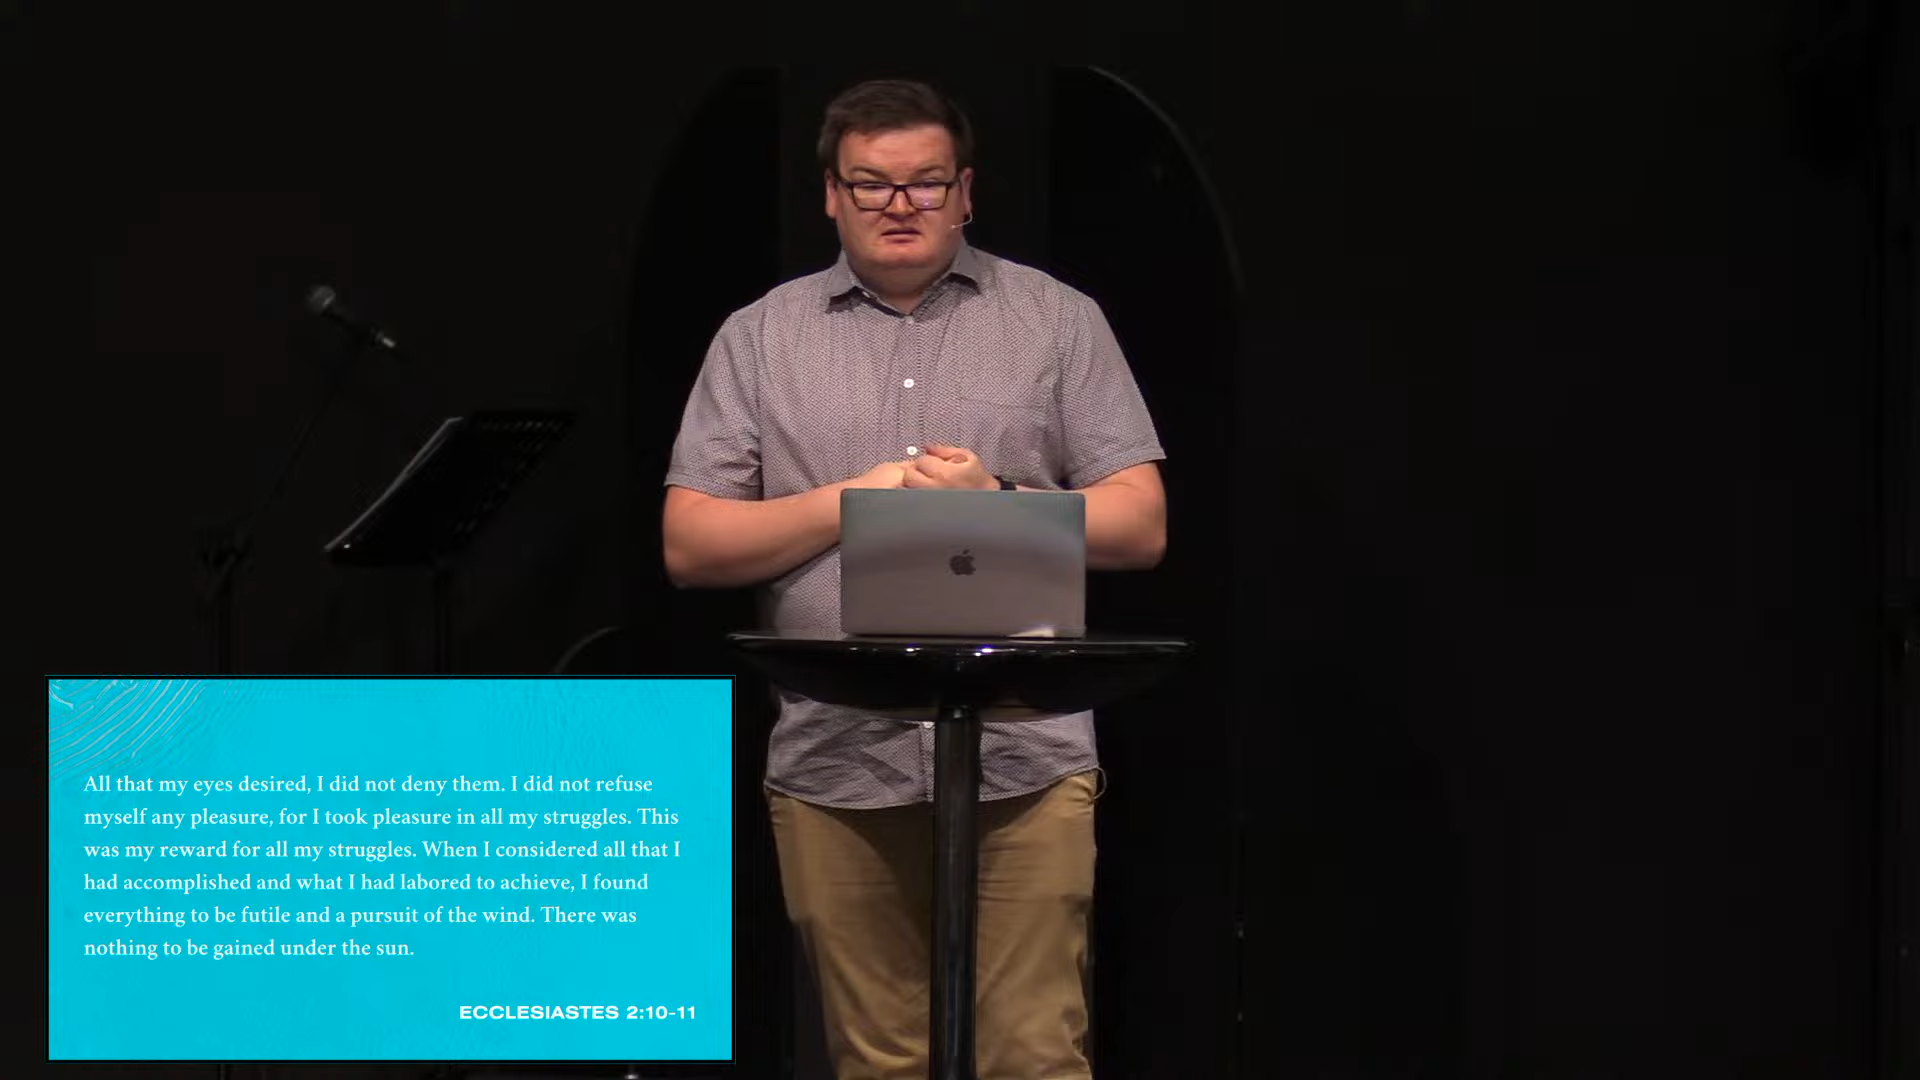 All that my eyes desired, I did not deny them. I did not refuse
myself any pleasure, for I took pleasure in all my struggles. This
was my reward for all my struggles. When I considered all that I
had accomplished and what I had labored to achieve, I found
everything to be futile and a pursuit of the wind. There was
nothing to be gained under the sun.
ECCLESIASTES 2:10-11